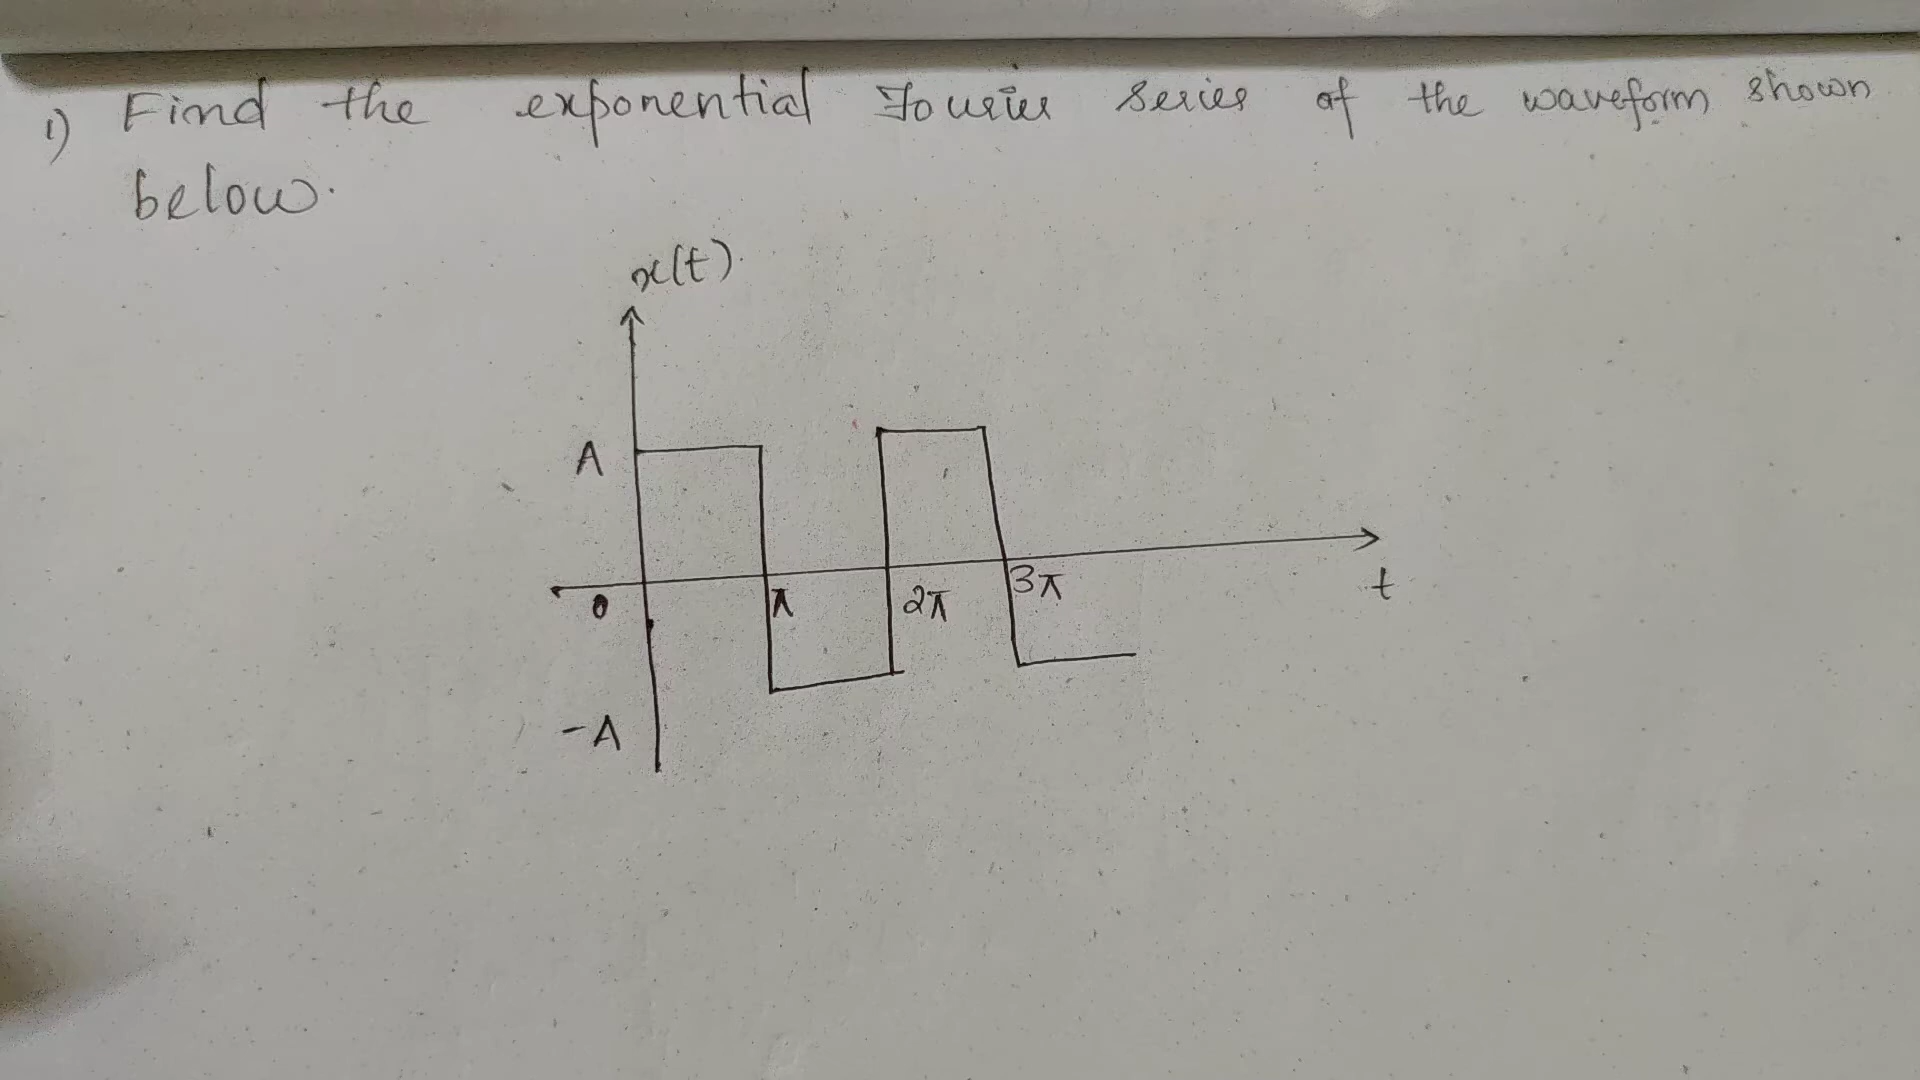 1) Find the exponential Fourier series of the waveform shown
below.
x(t).
A
0
π
2π
3π
t
-A